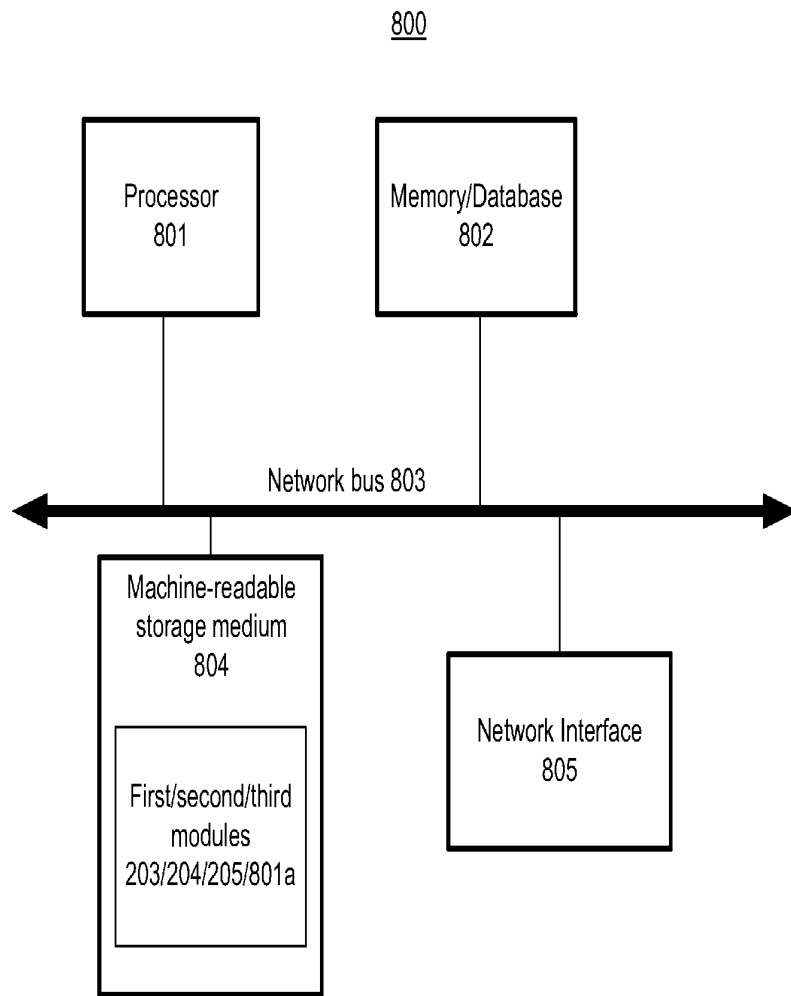 800
Processor
801
Memory/Database
802
Network bus 803
Machine-readable
storage medium
804
First/second/third
modules
203/204/205/801a
Network Interface
805